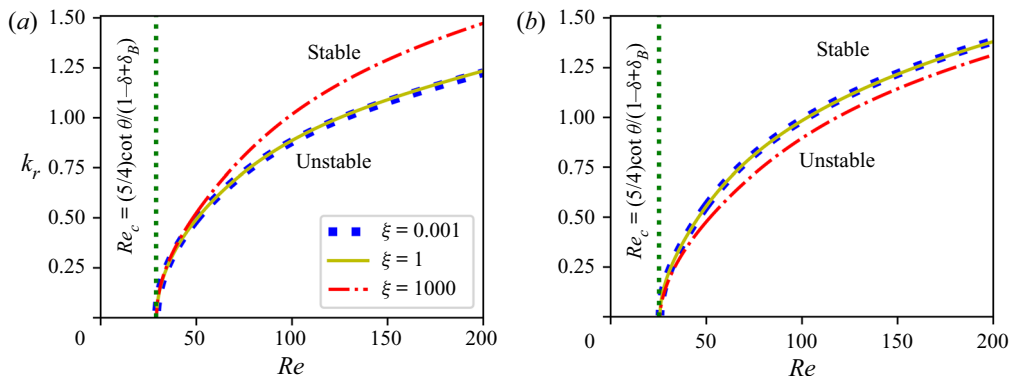 (a)
1.50
1.25
1.00
0.75
0.50
0.25
0
k_r
Re_c = (5/4)cot θ/(1–δ+δ_B)
Stable
Unstable
ξ = 0.001
ξ = 1
ξ = 1000
50
100
150
200
Re
(b)
1.50
1.25
1.00
0.75
0.50
0.25
0
Re_c = (5/4)cot θ/(1–δ+δ_B)
Stable
Unstable
50
100
150
200
Re